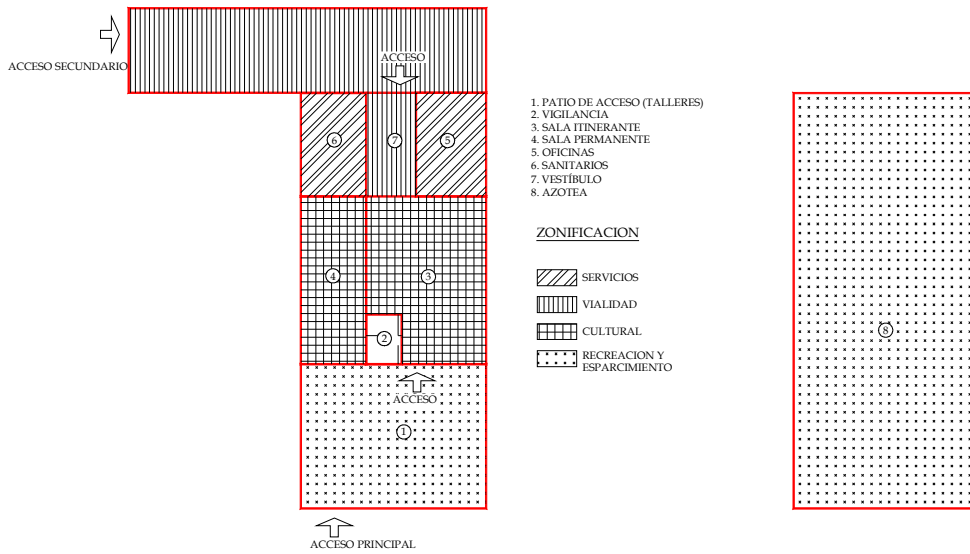 ACCESO SECUNDARIO
ACCESO
6
7
5
4
3
2
ACCESO
1
ACCESO PRINCIPAL
1. PATIO DE ACCESO (TALLERES)
2. VIGILANCIA
3. SALA ITINERANTE
4. SALA PERMANENTE
5. OFICINAS
6. SANITARIOS
7. VESTÍBULO
8. AZOTEA
ZONIFICACION
SERVICIOS
VIALIDAD
CULTURAL
RECREACION Y
ESPARCIMIENTO
8